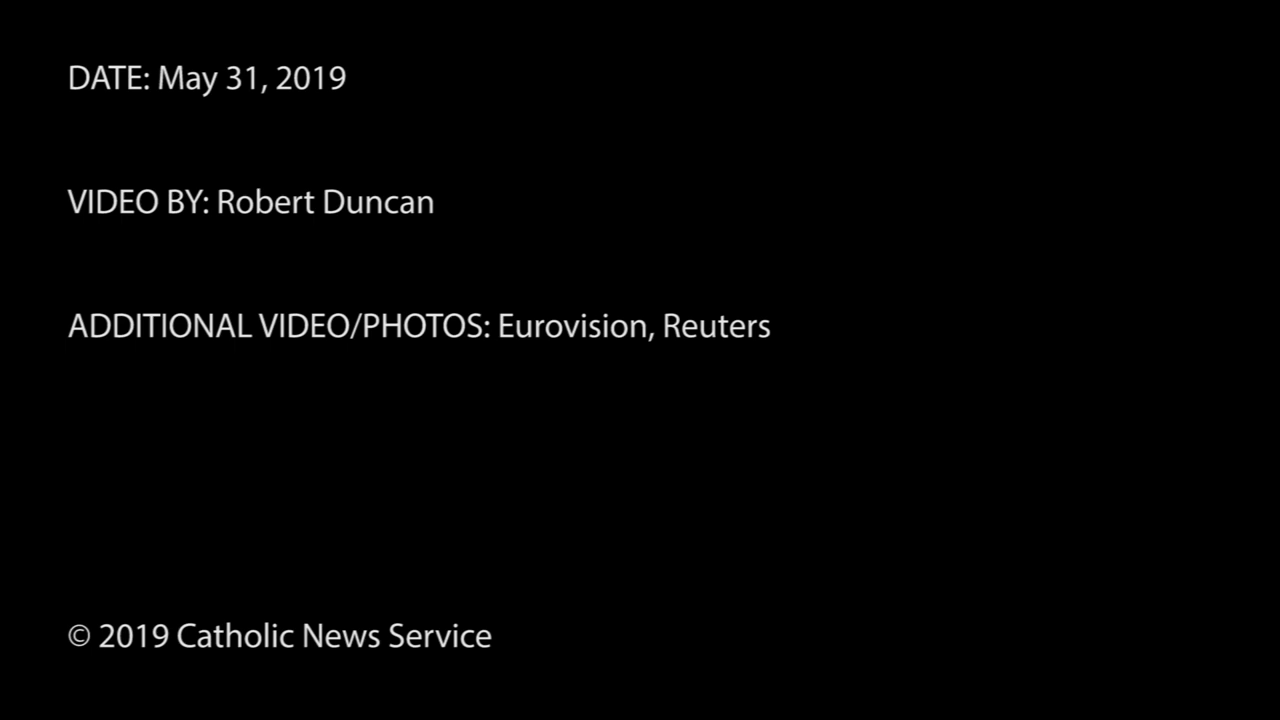 DATE: May 31, 2019
VIDEO BY: Robert Duncan
ADDITIONAL VIDEO/PHOTOS: Eurovision, Reuters
© 2019 Catholic News Service